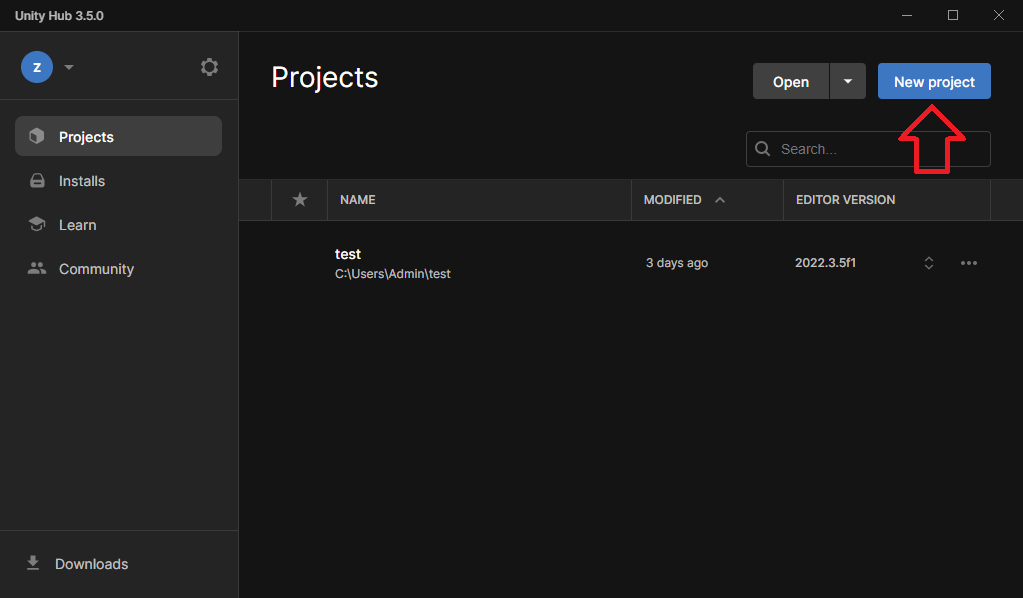 Unity Hub 3.5.0
z
Projects
Installs
Learn
Community
Downloads
Projects
Open
New project
Search...
NAME MODIFIED EDITOR VERSION
test
C:\Users\Admin\test
3 days ago
2022.3.5f1